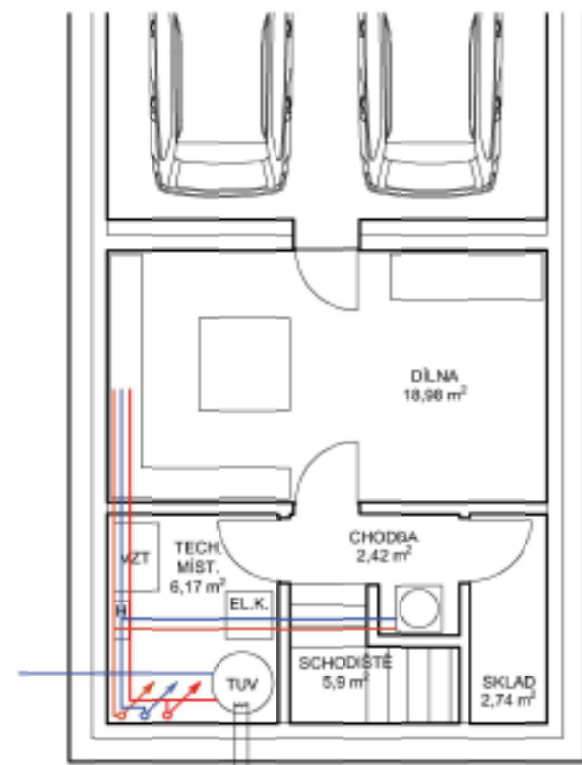 DÍLNA
18,98 m²
CHODBA
2,42 m²
VZT
TECH.
MÍST.
6,17 m²
H
EL.K.
SCHODIŠTĚ
5,9 m²
TUV
SKLAD
2,74 m²